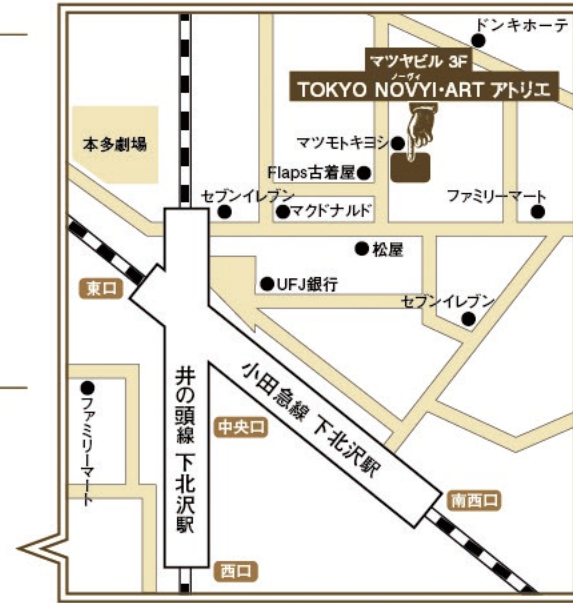 ドンキホーテ
マツヤビル 3F
ノーヴィ
TOKYO NOVYI・ART アトリエ
本多劇場
マツモトキヨシ
Flaps古着屋
セブンイレブン
マクドナルド
ファミリーマート
松屋
東口
UFJ銀行
セブンイレブン
小田急線 下北沢駅
井の頭線 下北沢駅
ファミリーマート
中央口
南西口
西口